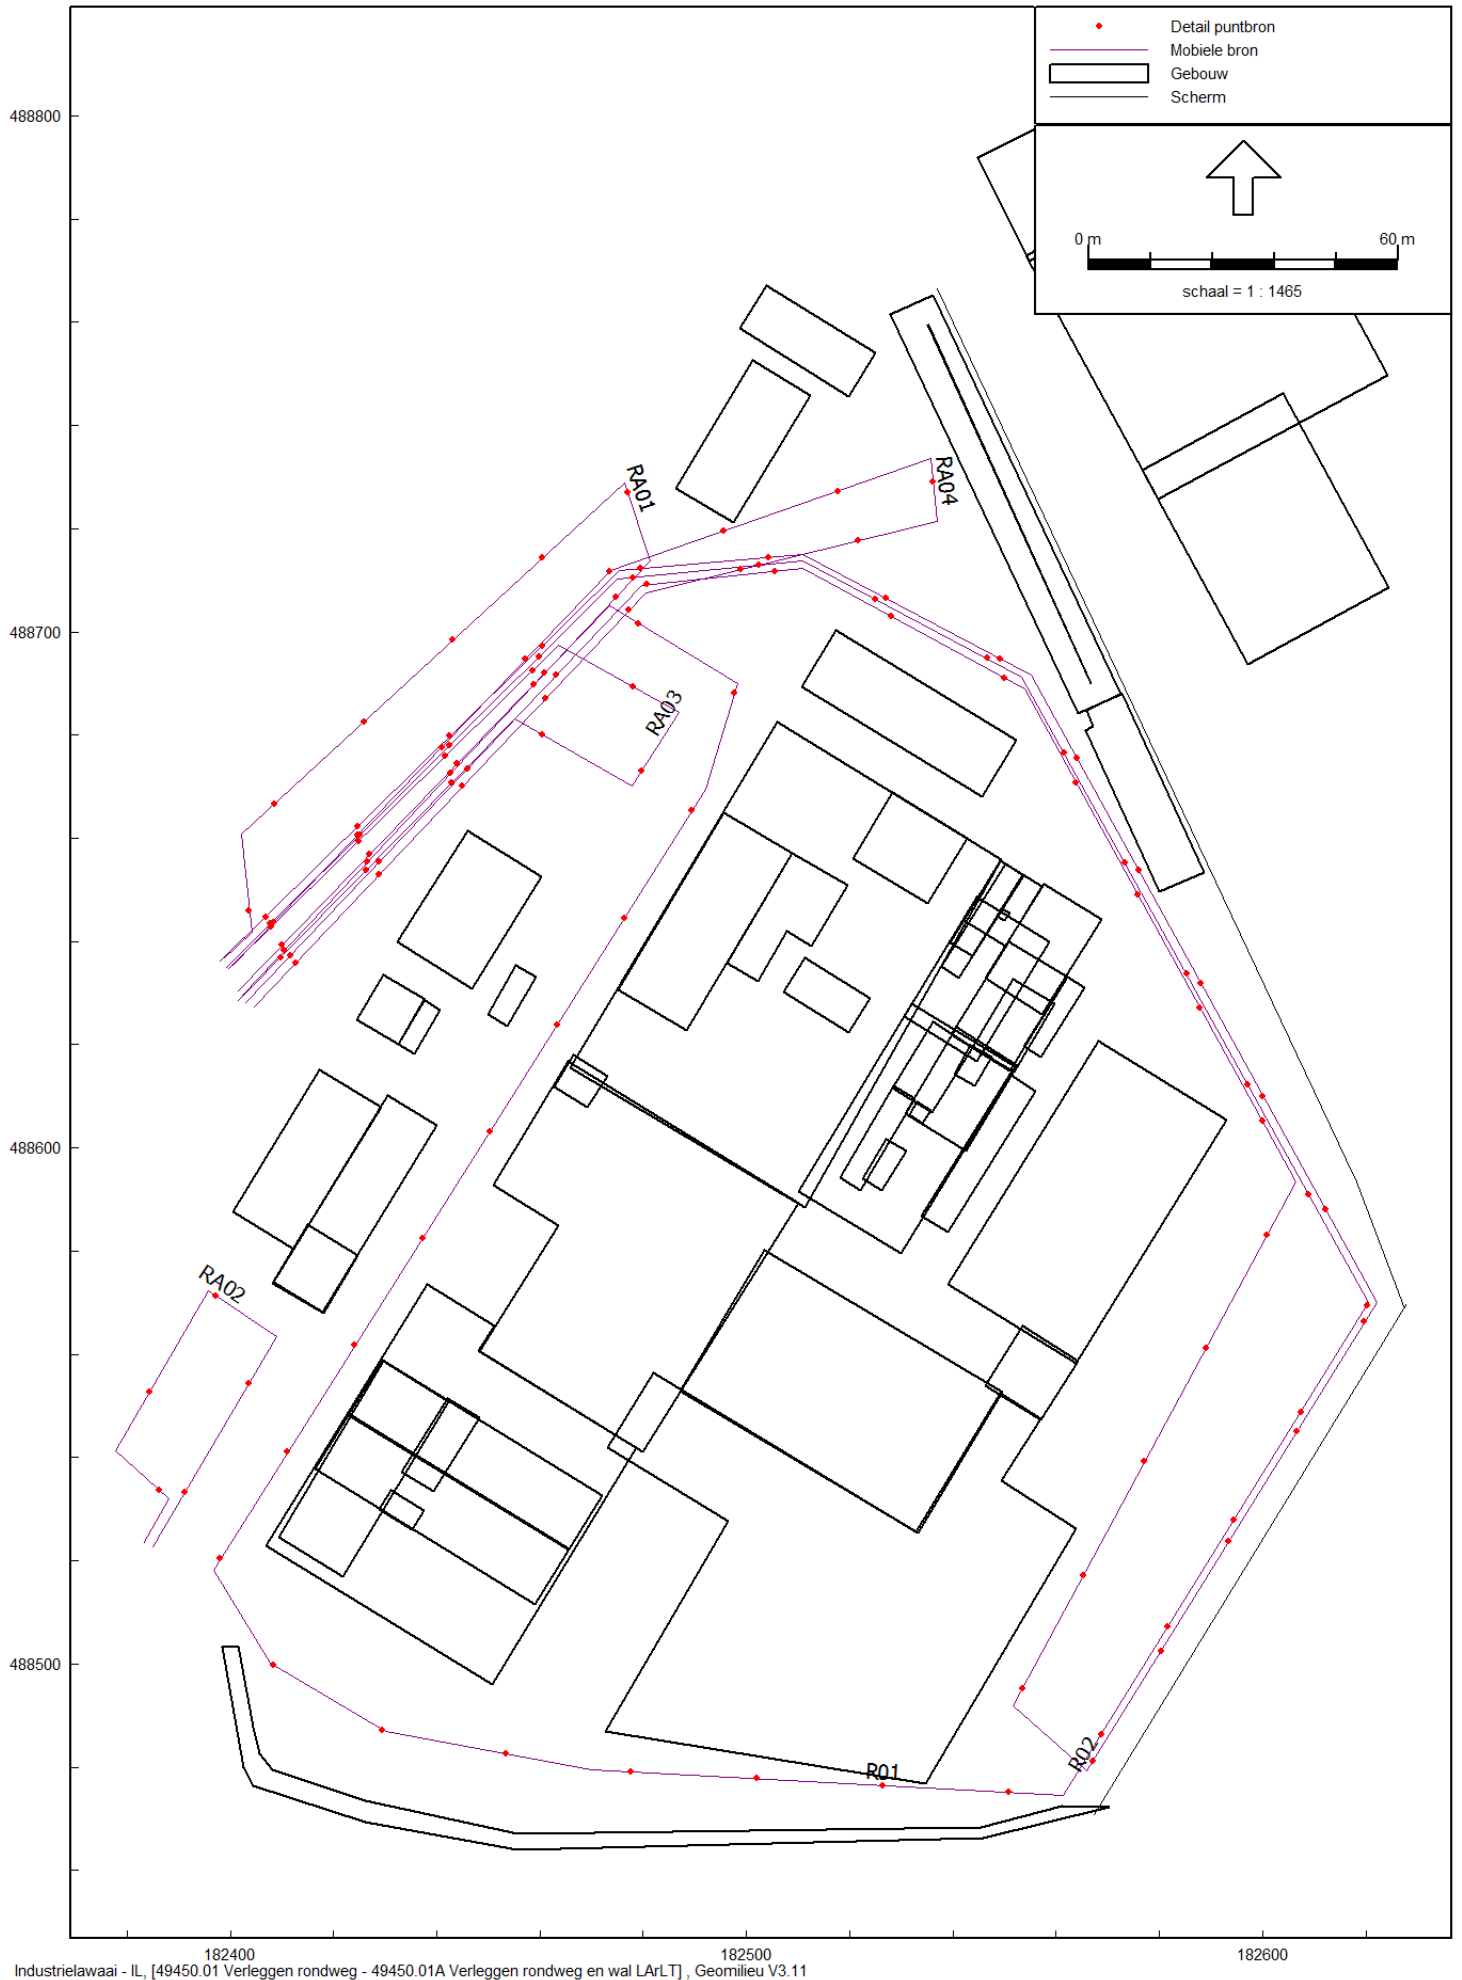 Detail puntbron
Mobiele bron
Gebouw
Scherm
488800
0 m 60 m
schaal = 1 : 1465
RA01
RA04
488700
RA03
488600
RA02
488500
R02
R01
182400 182500 182600
Industrielawaai - IL, [49450.01 Verleggen rondweg - 49450.01A Verleggen rondweg en wal LArLT] , Geomilieu V3.11